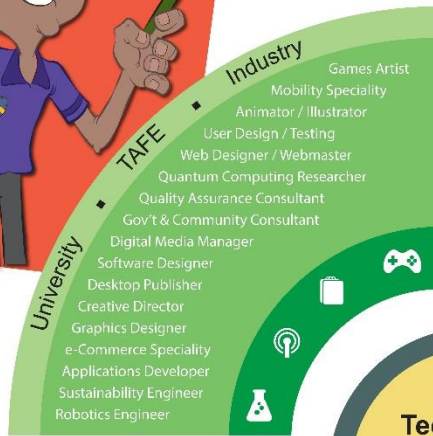 University • TAFE • Industry
Games Artist
Mobility Speciality
Animator / Illustrator
User Design / Testing
Web Designer / Webmaster
Quantum Computing Researcher
Quality Assurance Consultant
Gov't & Community Consultant
Digital Media Manager
Software Designer
Desktop Publisher
Creative Director
Graphics Designer
e-Commerce Speciality
Applications Developer
Sustainability Engineer
Robotics Engineer